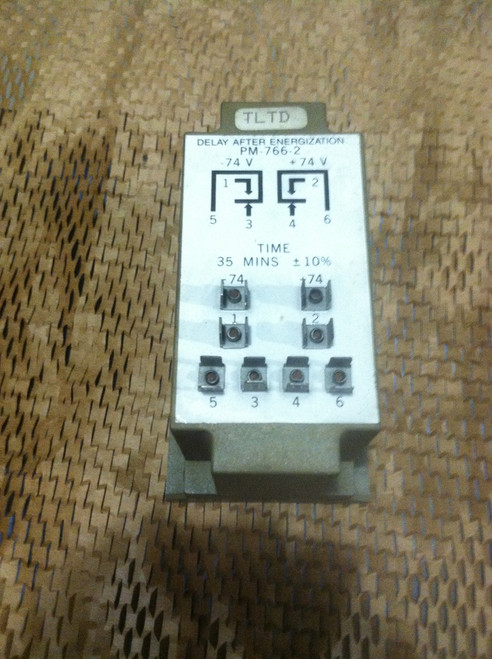 TLTD
DELAY AFTER ENERGIZATION
PM-766-2
-74 V +74 V
1 2
5 3 4 6
TIME
35 MINS ±10%
-74 +74
1 2
5 3 4 6